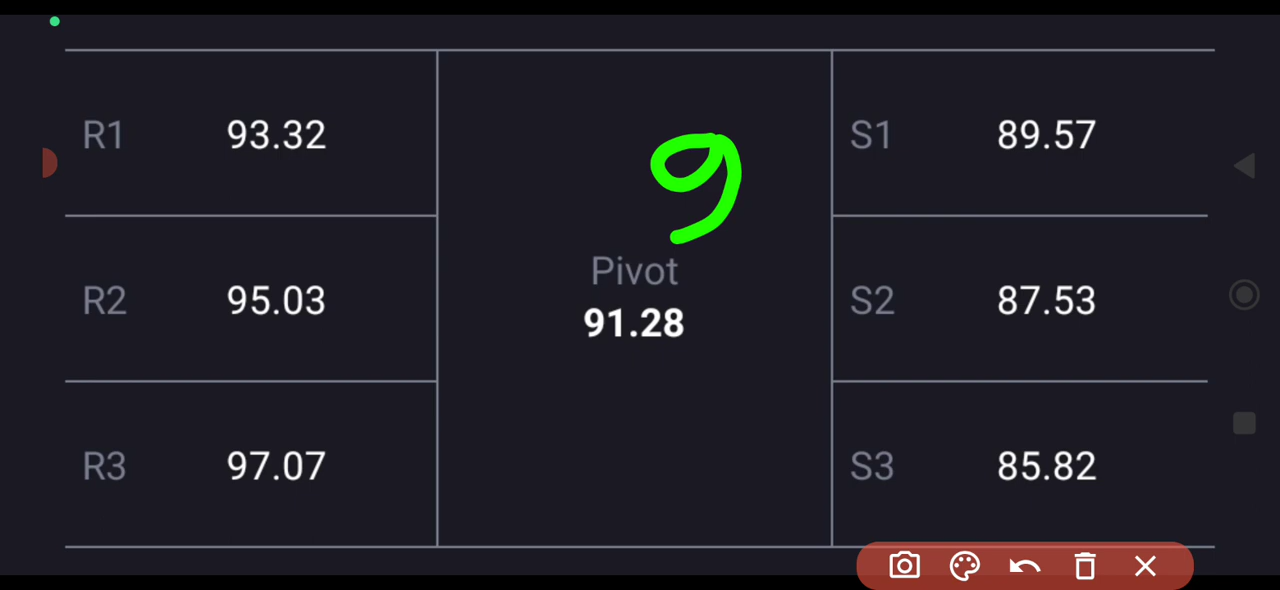 R1 93.32
R2 95.03
R3 97.07
9
Pivot
91.28
S1 89.57
S2 87.53
S3 85.82